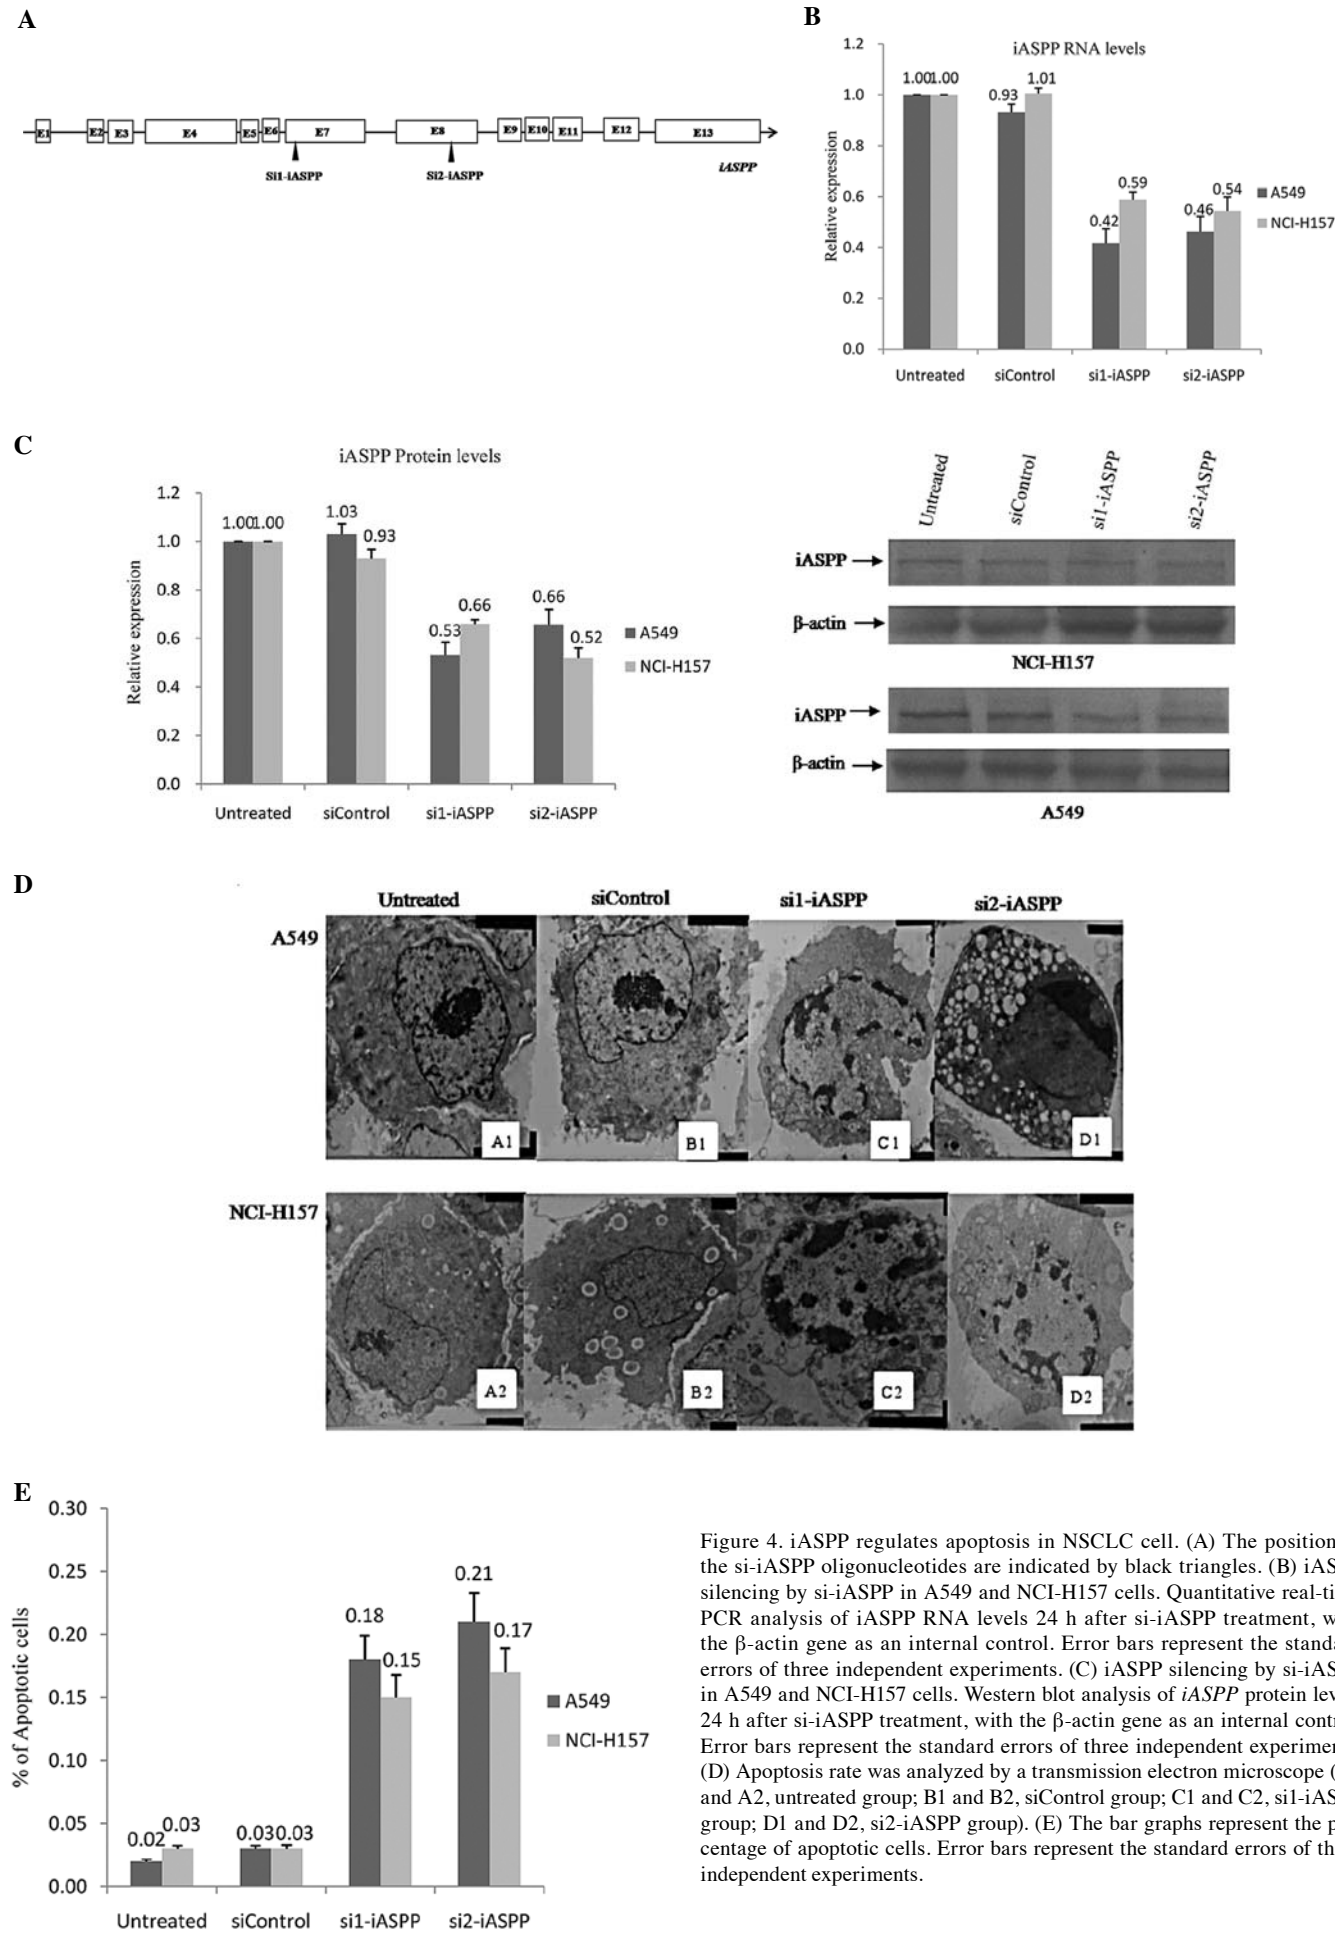 A
E1 E2 E3 E4 E5 E6 E7 E8 E9 E10 E11 E12 E13
Si1-iASPP Si2-iASPP iASPP
B
iASPP RNA levels
Relative expression
1.2
1.0
0.8
0.6
0.4
0.2
0.0
1.00 1.00 0.93 1.01 0.42 0.59 0.46 0.54
A549
NCI-H157
Untreated siControl si1-iASPP si2-iASPP
C
iASPP Protein levels
Relative expression
1.2
1.0
0.8
0.6
0.4
0.2
0.0
1.00 1.00 1.03 0.93 0.53 0.66 0.66 0.52
A549
NCI-H157
Untreated siControl si1-iASPP si2-iASPP
Untreated siControl si1-iASPP si2-iASPP
iASPP
β-actin
NCI-H157
iASPP
β-actin
A549
D
Untreated siControl si1-iASPP si2-iASPP
A549
A1 B1 C1 D1
NCI-H157
A2 B2 C2 D2
E
% of Apoptotic cells
0.30
0.25
0.20
0.15
0.10
0.05
0.00
0.02 0.03 0.03 0.03 0.18 0.15 0.21 0.17
A549
NCI-H157
Untreated siControl si1-iASPP si2-iASPP
Figure 4. iASPP regulates apoptosis in NSCLC cell. (A) The position
the si-iASPP oligonucleotides are indicated by black triangles. (B) iAS
silencing by si-iASPP in A549 and NCI-H157 cells. Quantitative real-ti
PCR analysis of iASPP RNA levels 24 h after si-iASPP treatment, w
the β-actin gene as an internal control. Error bars represent the standa
errors of three independent experiments. (C) iASPP silencing by si-iAS
in A549 and NCI-H157 cells. Western blot analysis of iASPP protein lev
24 h after si-iASPP treatment, with the β-actin gene as an internal contr
Error bars represent the standard errors of three independent experimen
(D) Apoptosis rate was analyzed by a transmission electron microscope (
and A2, untreated group; B1 and B2, siControl group; C1 and C2, si1-iAS
group; D1 and D2, si2-iASPP group). (E) The bar graphs represent the p
centage of apoptotic cells. Error bars represent the standard errors of th
independent experiments.